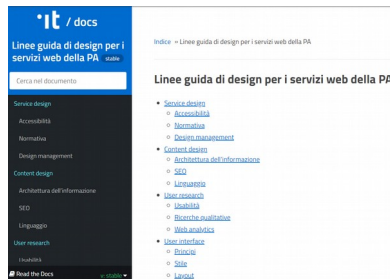 it / docs
Linee guida di design per i
servizi web della PA stable
Cerca nel documento
Service design
Accessibilità
Normativa
Design management
Content design
Architettura dell'informazione
SEO
Linguaggio
User research
Usabilità
Read the Docs
v: stable
Indice » Linee guida di design per i servizi web della PA
Linee guida di design per i servizi web della PA
Service design
Accessibilità
Normativa
Design management
Content design
Architettura dell'informazione
SEO
Linguaggio
User research
Usabilità
Ricerche qualitative
Web analytics
User interface
Principi
Stile
Layout